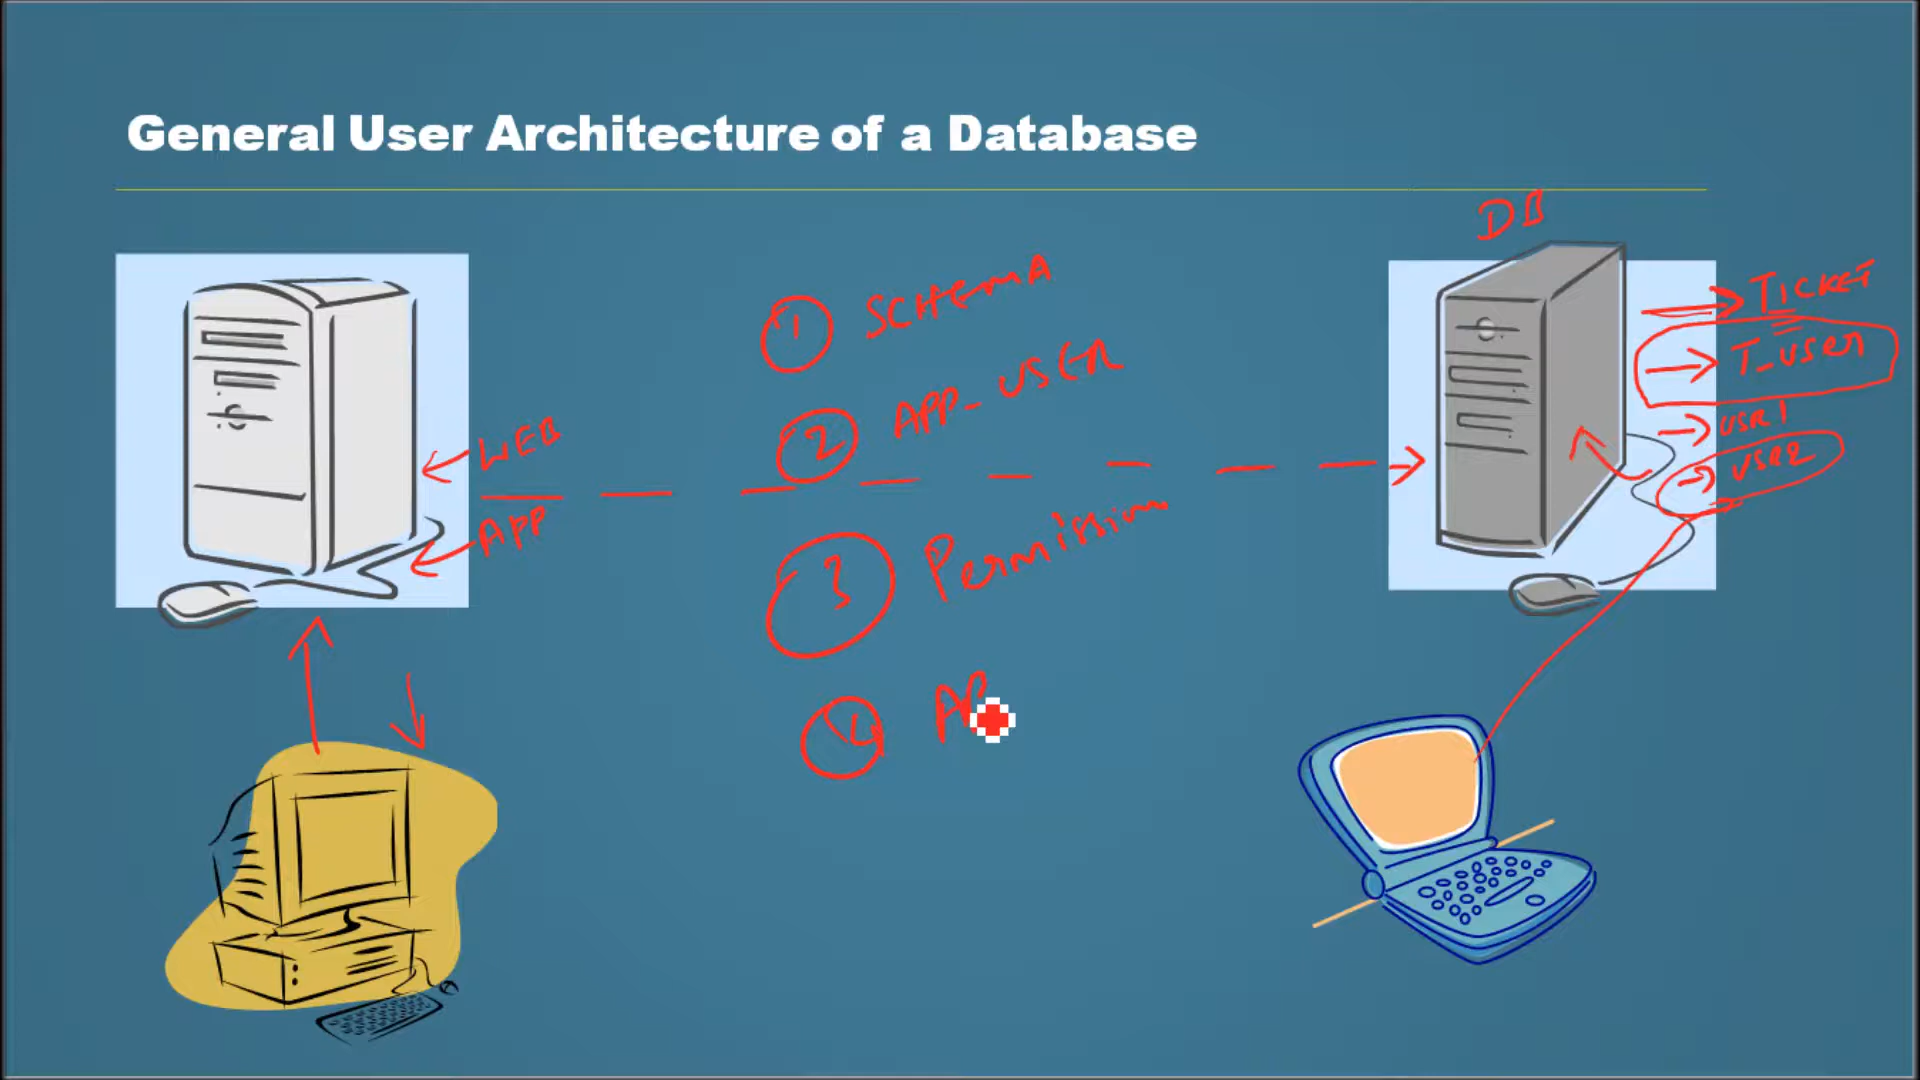 General User Architecture of a Database
DB
① SCHEMA
TICKET
T_USER
② APP_USER
USR1
WEB
USR2
APP
③ Permission
④ AP